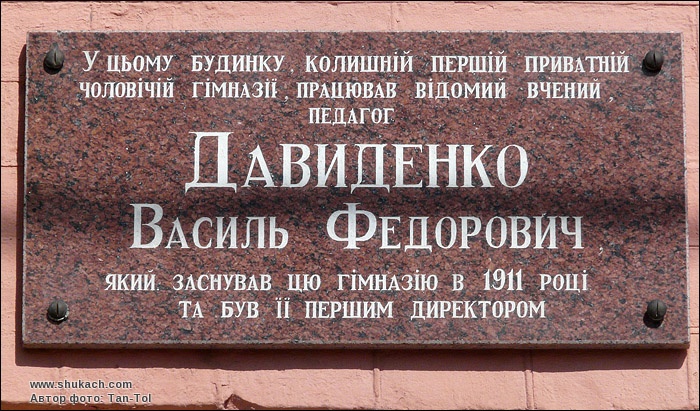 У цьому будинку, колишній першій приватній
чоловічій гімназії, працював відомий вчений,
педагог
Давиденко
Василь Федорович,
який заснував цю гімназію в 1911 році
та був її першим директором
www.shukach.com
Автор фото: Tan-Tol